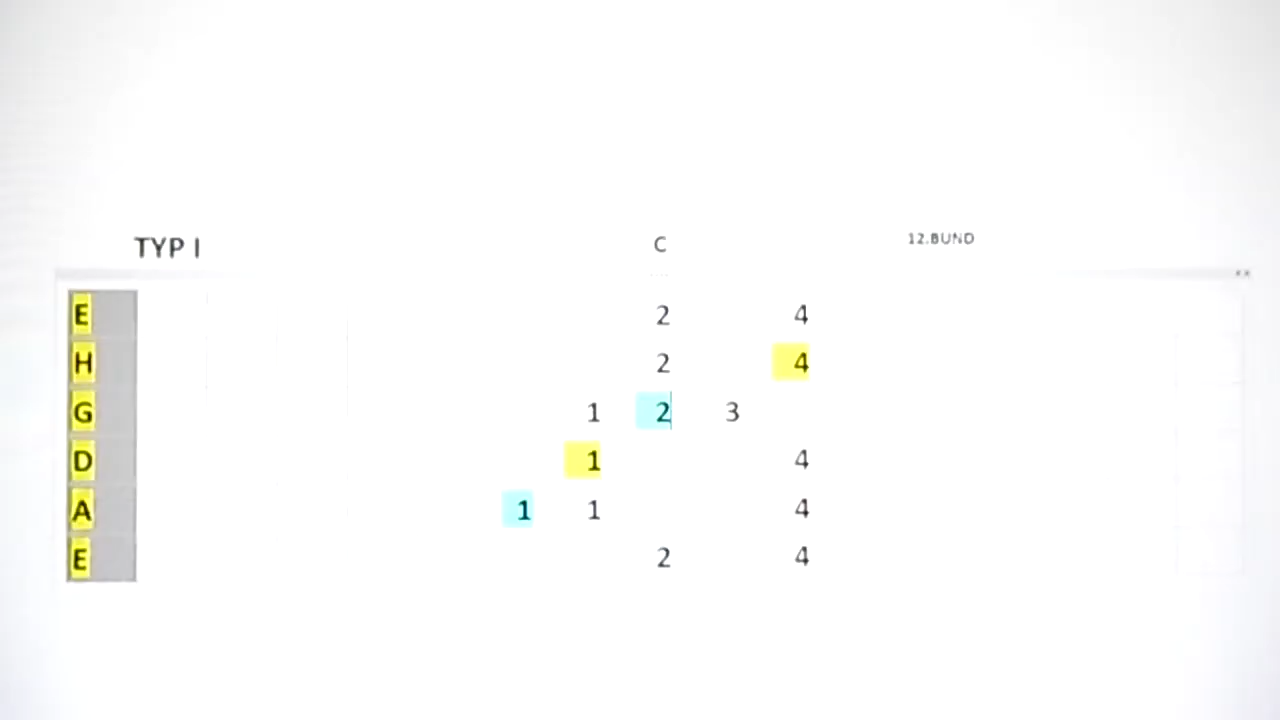 TYP I C 12.BUND
E 2 4
H 2 4
G 1 2 3
D 1 4
A 1 1 4
E 2 4